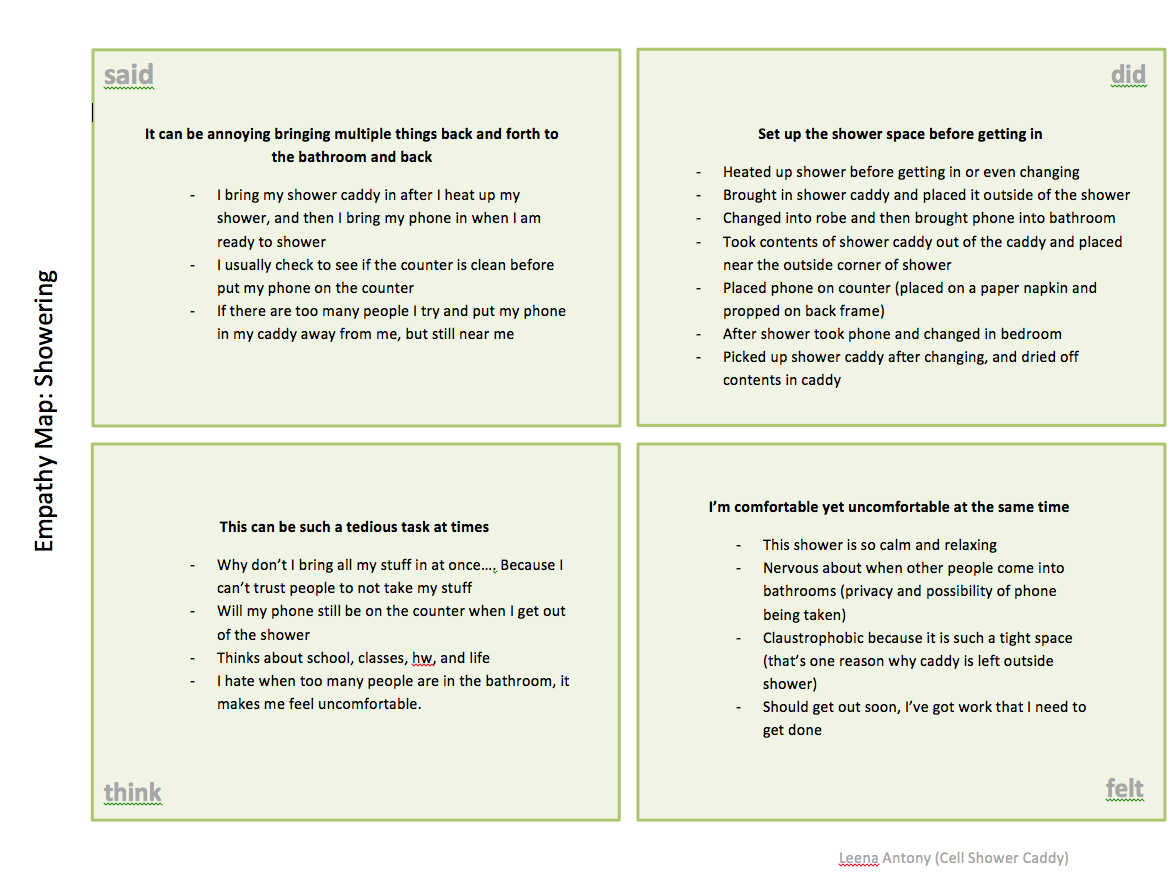 Empathy Map: Showering
said
It can be annoying bringing multiple things back and forth to
the bathroom and back
- I bring my shower caddy in after I heat up my
shower, and then I bring my phone in when I am
ready to shower
- I usually check to see if the counter is clean before
put my phone on the counter
- If there are too many people I try and put my phone
in my caddy away from me, but still near me
did
Set up the shower space before getting in
- Heated up shower before getting in or even changing
- Brought in shower caddy and placed it outside of the shower
- Changed into robe and then brought phone into bathroom
- Took contents of shower caddy out of the caddy and placed
near the outside corner of shower
- Placed phone on counter (placed on a paper napkin and
propped on back frame)
- After shower took phone and changed in bedroom
- Picked up shower caddy after changing, and dried off
contents in caddy
This can be such a tedious task at times
- Why don’t I bring all my stuff in at once…. Because I
can’t trust people to not take my stuff
- Will my phone still be on the counter when I get out
of the shower
- Thinks about school, classes, hw, and life
- I hate when too many people are in the bathroom, it
makes me feel uncomfortable.
think
I’m comfortable yet uncomfortable at the same time
- This shower is so calm and relaxing
- Nervous about when other people come into
bathrooms (privacy and possibility of phone
being taken)
- Claustrophobic because it is such a tight space
(that’s one reason why caddy is left outside
shower)
- Should get out soon, I’ve got work that I need to
get done
felt
Leena Antony (Cell Shower Caddy)